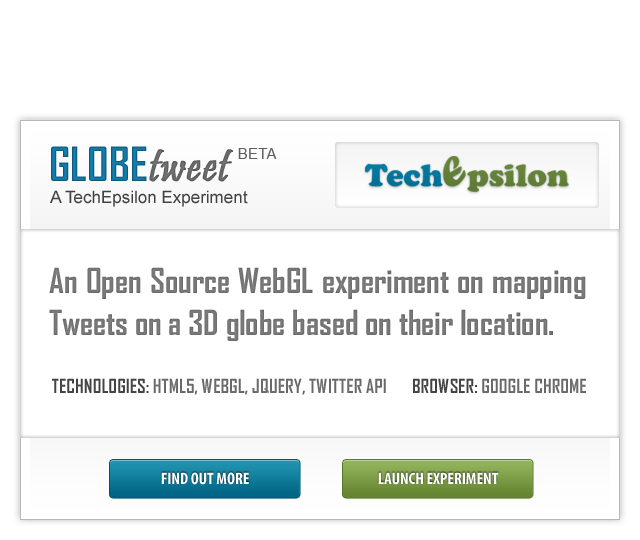 GLOBEtweet BETA
A TechEpsilon Experiment
TechEpsilon
An Open Source WebGL experiment on mapping
Tweets on a 3D globe based on their location.
TECHNOLOGIES: HTML5, WEBGL, JQUERY, TWITTER API BROWSER: GOOGLE CHROME
FIND OUT MORE LAUNCH EXPERIMENT